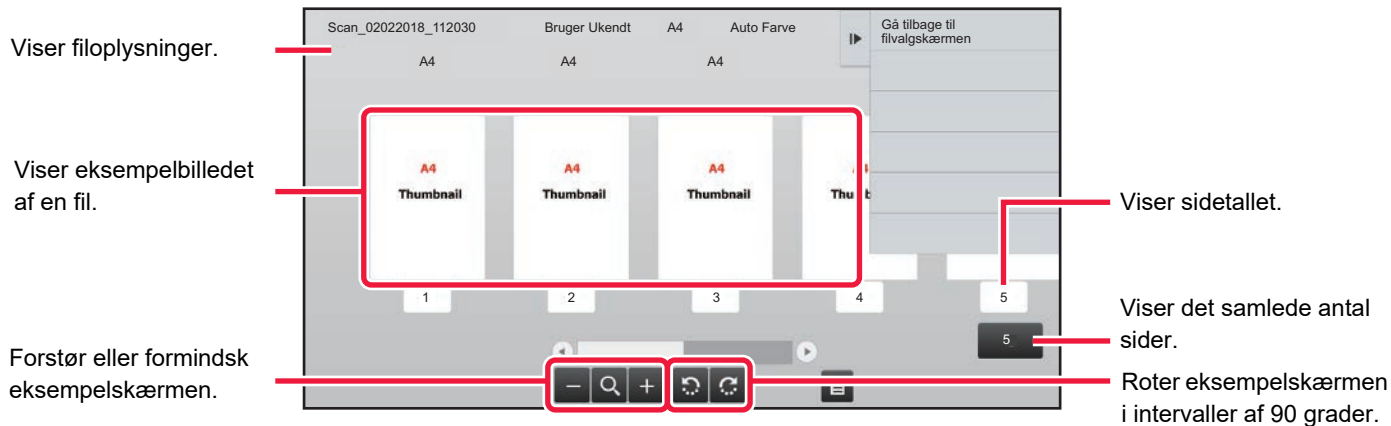 Viser filoplysninger.
Scan_02022018_112030 Bruger Ukendt A4 Auto Farve
Gå tilbage til
filvalgskærmen
A4 A4 A4
Viser eksempelbilledet
af en fil.
A4 A4 A4
Thumbnail Thumbnail Thumbnail
Viser sidetallet.
1 2 3 4 5
Viser det samlede antal
sider.
5
Forstør eller formindsk
eksempelskærmen.
Roter eksempelskærmen
i intervaller af 90 grader.